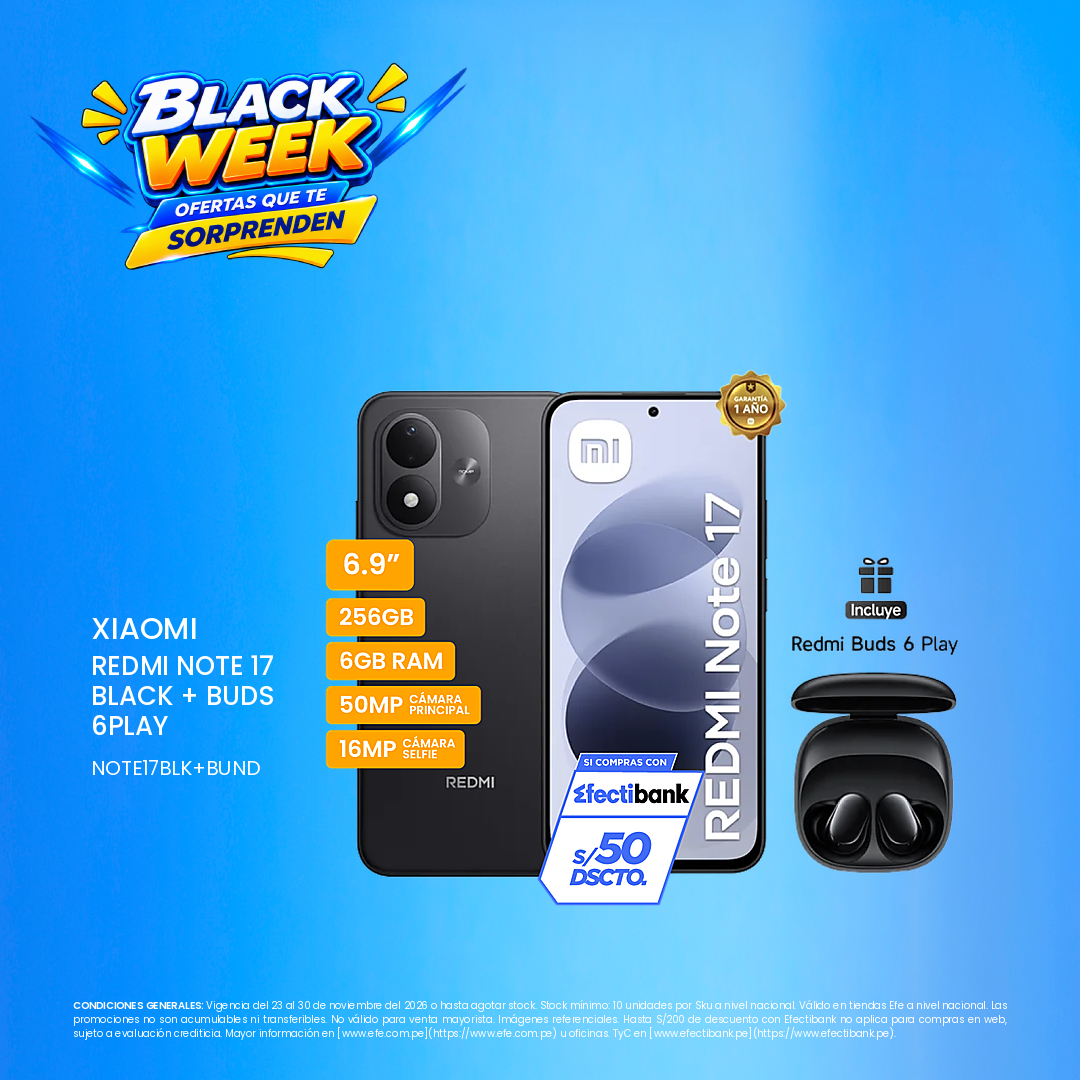 BLACK
WEEK
OFERTAS QUE TE
SORPRENDEN
GARANTÍA
1 AÑO
mi
REDMI Note 17
6.9”
256GB
6GB RAM
50MP CÁMARA PRINCIPAL
16MP CÁMARA SELFIE
REDMI
XIAOMI
REDMI NOTE 17
BLACK + BUDS
6PLAY
NOTE17BLK+BUND
Incluye
Redmi Buds 6 Play
SI COMPRAS CON
Efectibank
S/50
DSCTO.
CONDICIONES GENERALES: Vigencia del 23 al 30 de noviembre del 2026 o hasta agotar stock. Stock mínimo: 10 unidades por Sku a nivel nacional. Válido en tiendas Efe a nivel nacional. Las
promociones no son acumulables ni transferibles. No válido para venta mayorista. Imágenes referenciales. Hasta S/200 de descuento con Efectibank no aplica para compras en web,
sujeto a evaluación crediticia. Mayor información en [www.efe.com.pe](https://www.efe.com.pe) u oficinas. TyC en [www.efectibank.pe](https://www.efectibank.pe).